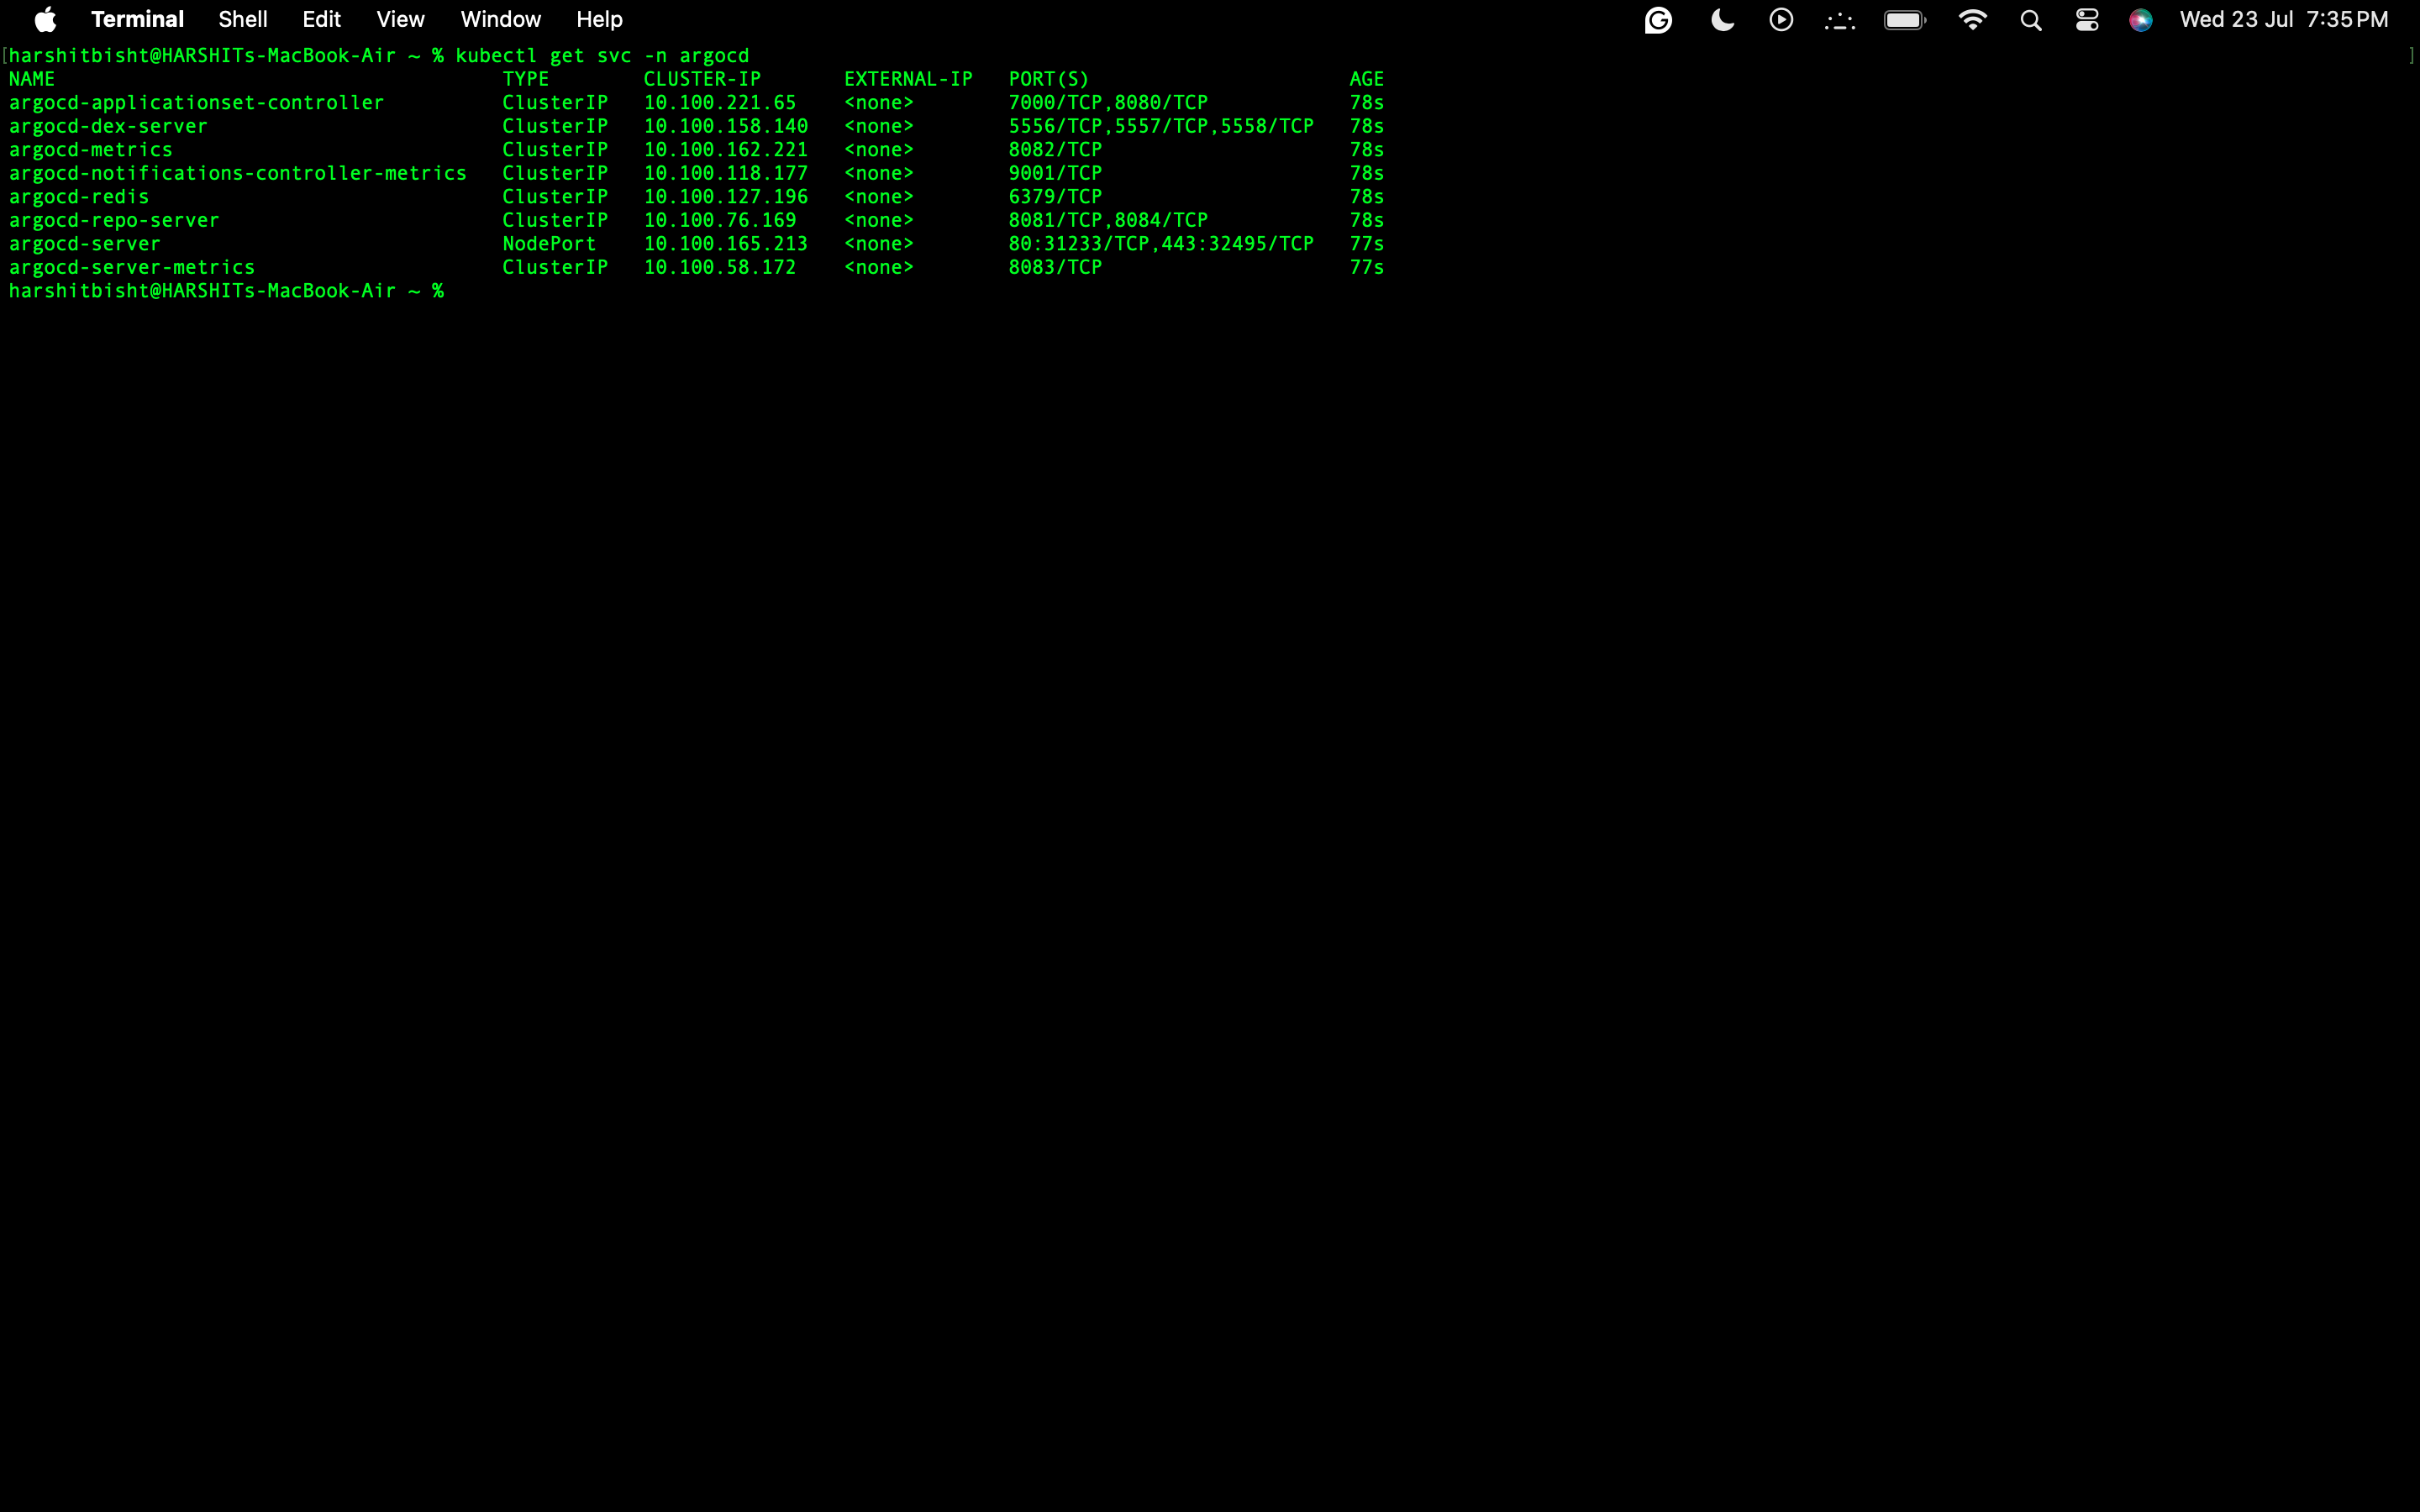 Terminal Shell Edit View Window Help Wed 23 Jul 7:35 PM
[harshitbisht@HARSHITs-MacBook-Air ~ % kubectl get svc -n argocd ]
NAME TYPE CLUSTER-IP EXTERNAL-IP PORT(S) AGE
argocd-applicationset-controller ClusterIP 10.100.221.65 <none> 7000/TCP,8080/TCP 78s
argocd-dex-server ClusterIP 10.100.158.140 <none> 5556/TCP,5557/TCP,5558/TCP 78s
argocd-metrics ClusterIP 10.100.162.221 <none> 8082/TCP 78s
argocd-notifications-controller-metrics ClusterIP 10.100.118.177 <none> 9001/TCP 78s
argocd-redis ClusterIP 10.100.127.196 <none> 6379/TCP 78s
argocd-repo-server ClusterIP 10.100.76.169 <none> 8081/TCP,8084/TCP 78s
argocd-server NodePort 10.100.165.213 <none> 80:31233/TCP,443:32495/TCP 77s
argocd-server-metrics ClusterIP 10.100.58.172 <none> 8083/TCP 77s
harshitbisht@HARSHITs-MacBook-Air ~ %